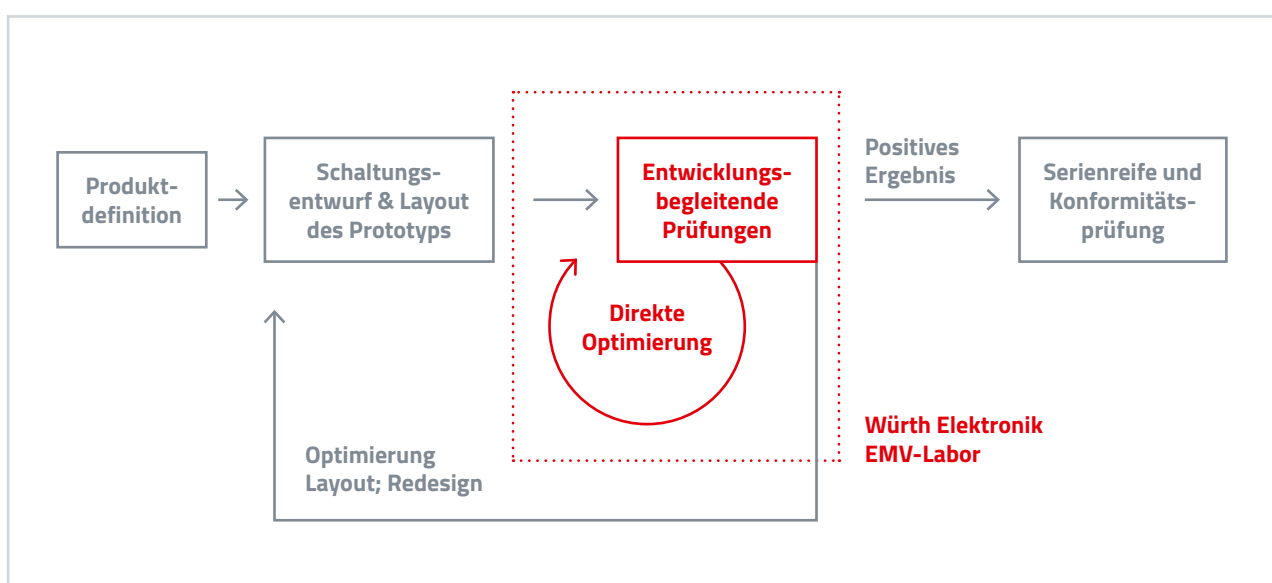 Produkt-
definition
Schaltungs-
entwurf & Layout
des Prototyps
Entwicklungs-
begleitende
Prüfungen
Positives
Ergebnis
Serienreife und
Konformitäts-
prüfung
Direkte
Optimierung
Optimierung
Layout; Redesign
Würth Elektronik
EMV-Labor